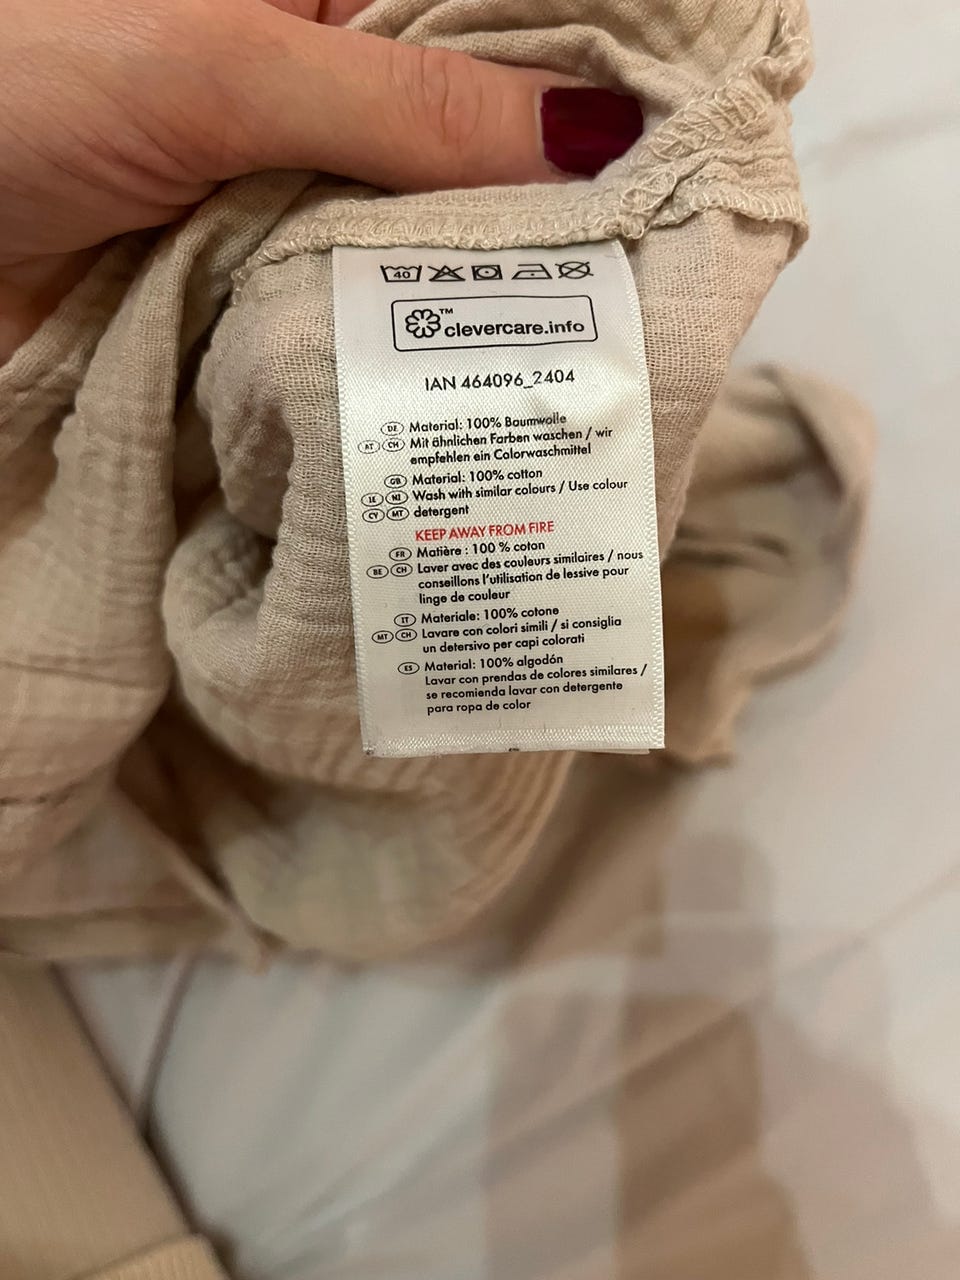 40
clevercare.info™
IAN 464096_2404
DE Material: 100% Baumwolle
AT CH Mit ähnlichen Farben waschen / wir
empfehlen ein Colorwaschmittel
GB Material: 100% cotton
IE NI Wash with similar colours / Use colour
CY MT detergent
KEEP AWAY FROM FIRE
FR Matière : 100 % coton
BE CH Laver avec des couleurs similaires / nous
conseillons l'utilisation de lessive pour
linge de couleur
IT Materiale: 100% cotone
MT CH Lavare con colori simili / si consiglia
un detersivo per capi colorati
ES Material: 100% algodón
Lavar con prendas de colores similares /
se recomienda lavar con detergente
para ropa de color